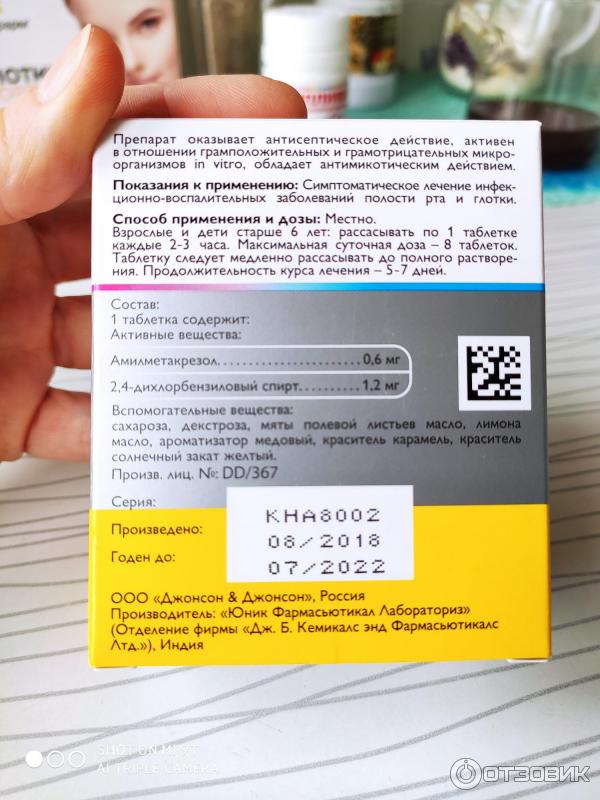 Препарат оказывает антисептическое действие, активен
в отношении грамположительных и грамотрицательных микро-
организмов in vitro, обладает антимикотическим действием.
Показания к применению: Симптоматическое лечение инфек-
ционно-воспалительных заболеваний полости рта и глотки.
Способ применения и дозы: Местно.
Взрослые и дети старше 6 лет: рассасывать по 1 таблетке
каждые 2-3 часа. Максимальная суточная доза – 8 таблеток.
Таблетку следует медленно рассасывать до полного растворе-
ния. Продолжительность курса лечения – 5-7 дней.
Состав:
1 таблетка содержит:
Активные вещества:
Амилметакрезол.......................... 0,6 мг
2,4-дихлорбензиловый спирт................ 1,2 мг
Вспомогательные вещества:
сахароза, декстроза, мяты полевой листьев масло, лимона
масло, ароматизатор медовый, краситель карамель, краситель
солнечный закат желтый.
Произв. лиц. №: DD/367
Серия: KHA8002
Произведено: 08/2018
Годен до: 07/2022
ООО «Джонсон & Джонсон», Россия
Производитель: «Юник Фармасьютикал Лабораториз»
(Отделение фирмы «Дж. Б. Кемикалс энд Фармасьютикалс
Лтд.»), Индия
SHOT ON MI 9T
AI TRIPLE CAMERA
ОТЗОВИК